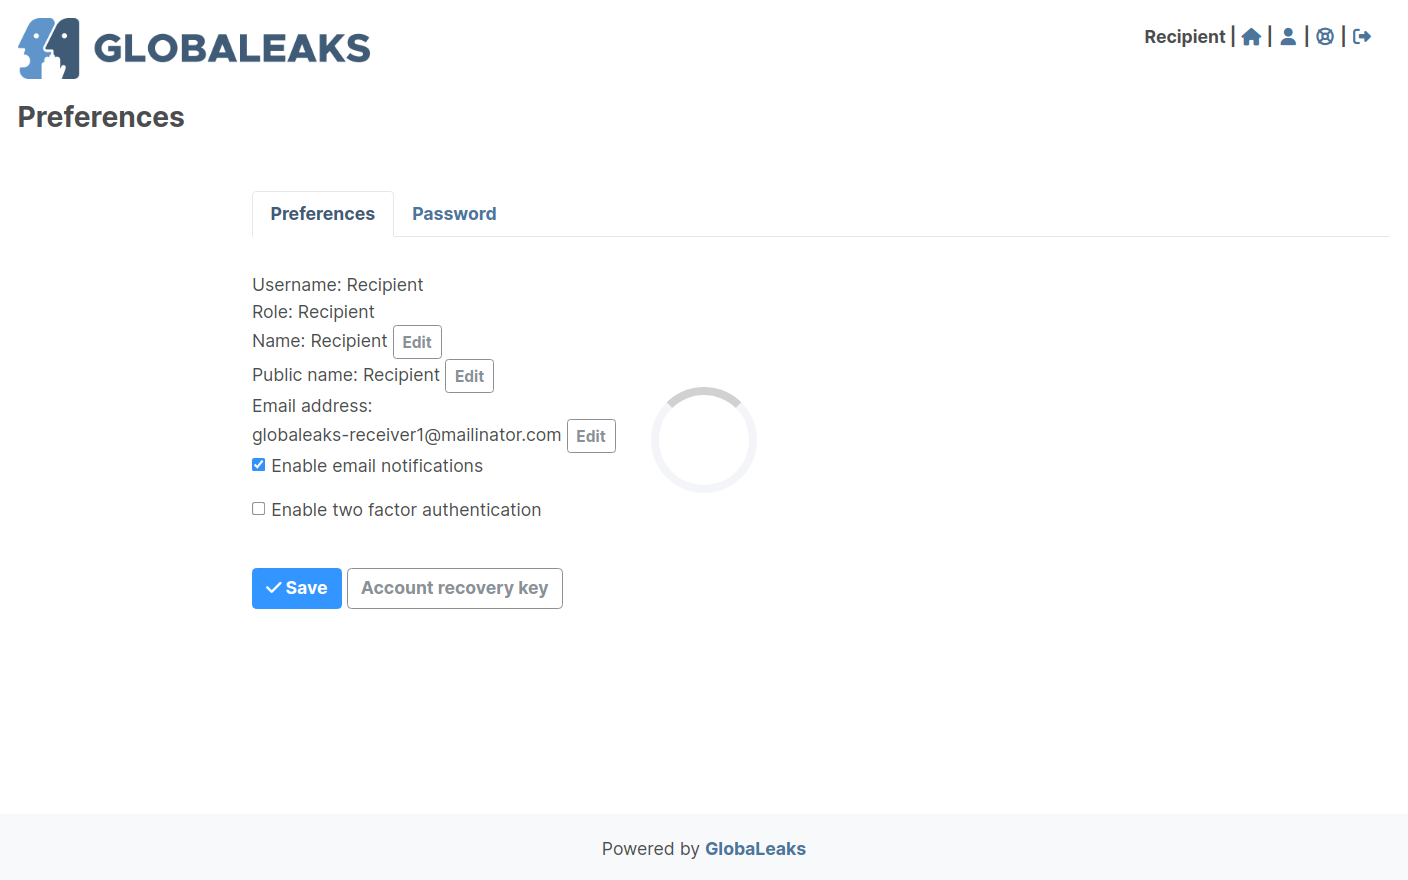 GLOBALEAKS
Recipient | | | |
Preferences
Preferences Password
Username: Recipient
Role: Recipient
Name: Recipient Edit
Public name: Recipient Edit
Email address:
globaleaks-receiver1@mailinator.com Edit
Enable email notifications
Enable two factor authentication
Save Account recovery key
Powered by GlobaLeaks